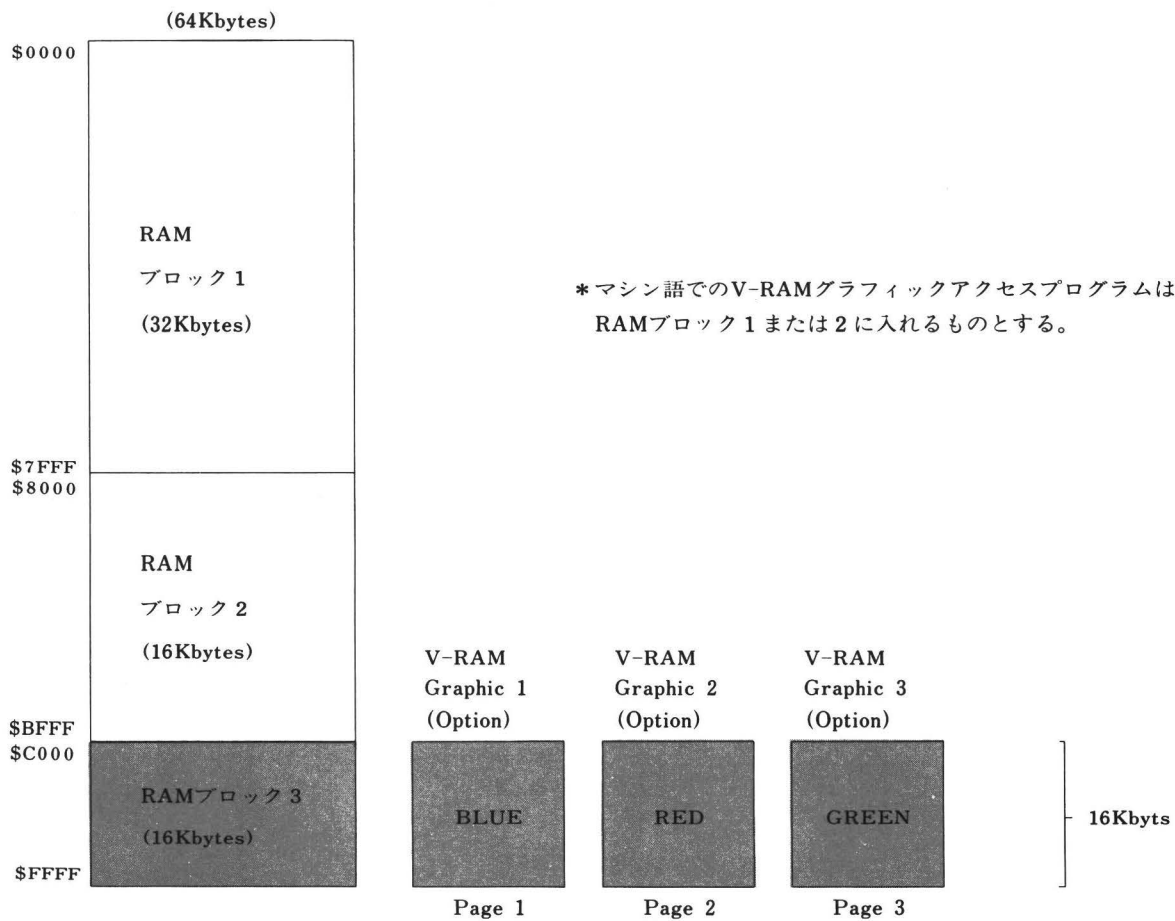 (64Kbytes)
$0000
RAM
ブロック1
(32Kbytes)
*マシン語でのV-RAMグラフィックアクセスプログラムは
RAMブロック1または2に入れるものとする。
$7FFF
$8000
RAM
ブロック2
(16Kbytes)
$BFFF
$C000
RAMブロック3
(16Kbytes)
$FFFF
V-RAM
Graphic 1
(Option)
BLUE
Page 1
V-RAM
Graphic 2
(Option)
RED
Page 2
V-RAM
Graphic 3
(Option)
GREEN
Page 3
16Kbyts